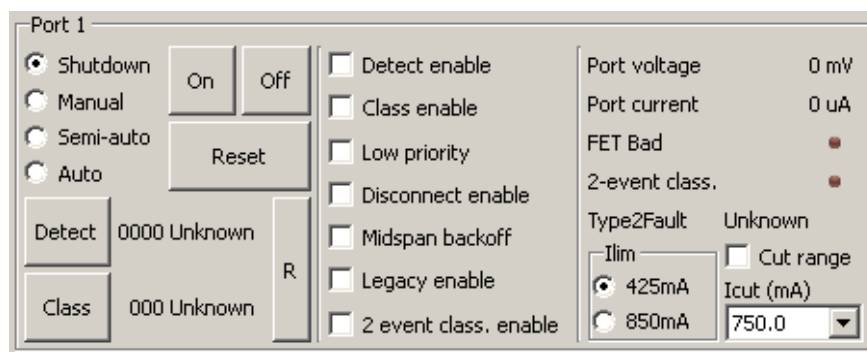 Port 1
Shutdown
Manual
Semi-auto
Auto
On
Off
Reset
Detect
0000 Unknown
Class
000 Unknown
R
Detect enable
Class enable
Low priority
Disconnect enable
Midspan backoff
Legacy enable
2 event class. enable
Port voltage 0 mV
Port current 0 uA
FET Bad
2-event class.
Type2Fault Unknown
Ilim
425mA
850mA
Cut range
Icut (mA)
750.0